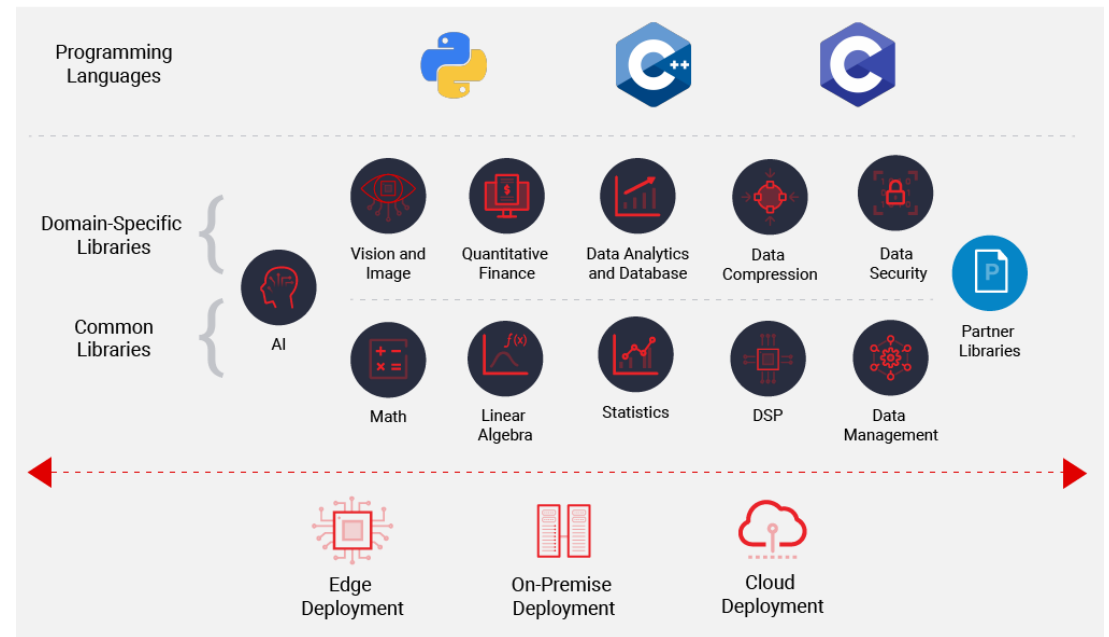 Programming
Languages
C++
C
Domain-Specific
Libraries
Vision and
Image
$
Quantitative
Finance
Data Analytics
and Database
Data
Compression
Data
Security
AI
P
Partner
Libraries
Common
Libraries
+ −
× =
Math
f(x)
Linear
Algebra
Statistics
DSP
Data
Management
Edge
Deployment
On-Premise
Deployment
Cloud
Deployment